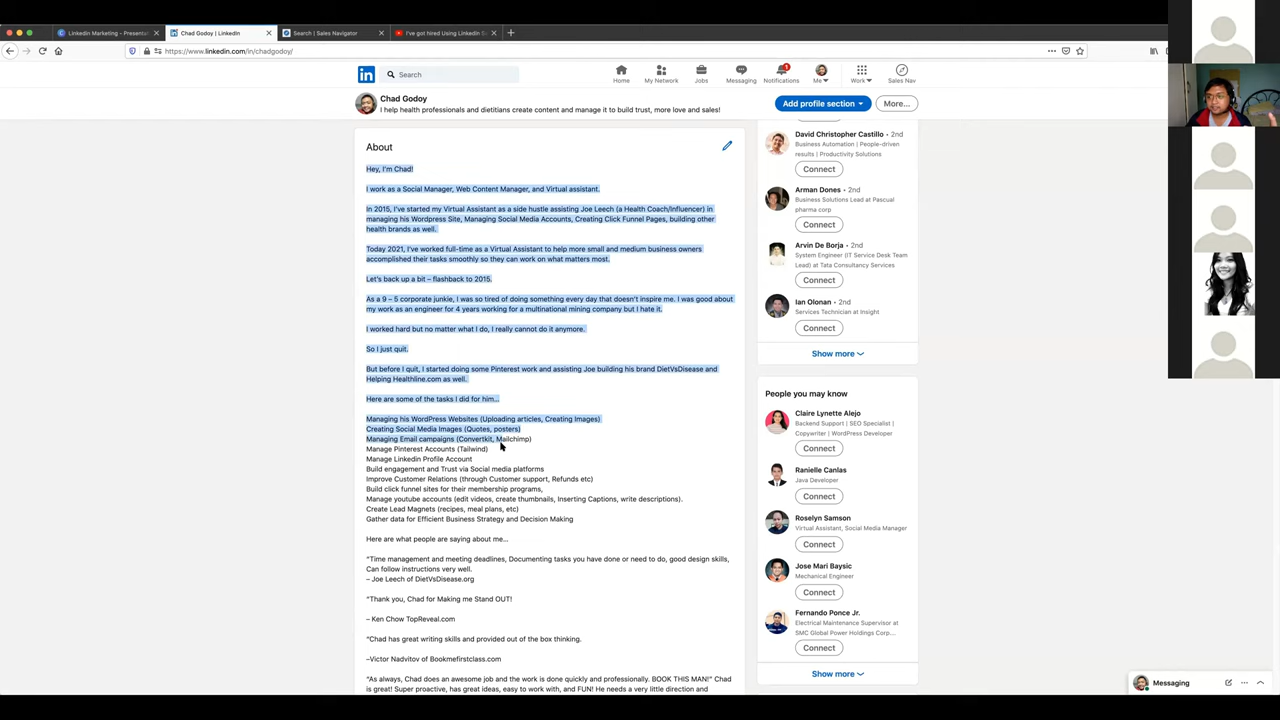 Linkedin Marketing - Presentati
Chad Godoy | LinkedIn
Search | Sales Navigator
I've got hired Using LinkedIn
https://www.linkedin.com/in/chadgodoy/
in
Search
Home
My Network
Jobs
Messaging
1
Notifications
Me
Work
Sales Nav
Chad Godoy
I help health professionals and dietitians create content and manage it to build trust, more love and sales!
Add profile section
More...
About
Hey, I'm Chad!
I work as a Social Manager, Web Content Manager, and Virtual assistant.
In 2015, I've started my Virtual Assistant as a side hustle assisting Joe Leech (a Health Coach/Influencer) in
managing his Wordpress Site, Managing Social Media Accounts, Creating Click Funnel Pages, building other
health brands as well.
Today 2021, I've worked full-time as a Virtual Assistant to help more small and medium business owners
accomplished their tasks smoothly so they can work on what matters most.
Let's back up a bit – flashback to 2015.
As a 9 – 5 corporate junkie, I was so tired of doing something every day that doesn't inspire me. I was good about
my work as an engineer for 4 years working for a multinational mining company but I hate it.
I worked hard but no matter what I do, I really cannot do it anymore.
So I just quit.
But before I quit, I started doing some Pinterest work and assisting Joe building his brand DietVsDisease and
Helping Healthline.com as well.
Here are some of the tasks I did for him...
Managing his WordPress Websites (Uploading articles, Creating Images)
Creating Social Media Images (Quotes, posters)
Managing Email campaigns (Convertkit, Mailchimp)
Manage Pinterest Accounts (Tailwind)
Manage Linkedin Profile Account
Build engagement and Trust via Social media platforms
Improve Customer Relations (through Customer support, Refunds etc)
Build click funnel sites for their membership programs,
Manage youtube accounts (edit videos, create thumbnails, Inserting Captions, write descriptions).
Create Lead Magnets (recipes, meal plans, etc)
Gather data for Efficient Business Strategy and Decision Making
Here are what people are saying about me...
"Time management and meeting deadlines, Documenting tasks you have done or need to do, good design skills,
Can follow instructions very well.
– Joe Leech of DietVsDisease.org
"Thank you, Chad for Making me Stand OUT!
– Ken Chow TopReveal.com
"Chad has great writing skills and provided out of the box thinking.
–Victor Nadvitov of Bookmefirstclass.com
"As always, Chad does an awesome job and the work is done quickly and professionally. BOOK THIS MAN!" Chad
is great! Super proactive, has great ideas, easy to work with, and FUN! He needs a very little direction and
David Christopher Castillo • 2nd
Business Automation | People-driven
results | Productivity Solutions
Connect
Arman Dones • 2nd
Business Solutions Lead at Pascual
pharma corp
Connect
Arvin De Borja • 2nd
System Engineer (IT Service Desk Team
Lead) at Tata Consultancy Services
Connect
Ian Olonan • 2nd
Services Technician at Insight
Connect
Show more
People you may know
Claire Lynette Alejo
Backend Support | SEO Specialist |
Copywriter | WordPress Developer
Connect
Ranielle Canlas
Java Developer
Connect
Roselyn Samson
Virtual Assistant, Social Media Manager
Connect
Jose Mari Baysic
Mechanical Engineer
Connect
Fernando Ponce Jr.
Electrical Maintenance Supervisor at
SMC Global Power Holdings Corp...
Connect
Show more
Messaging